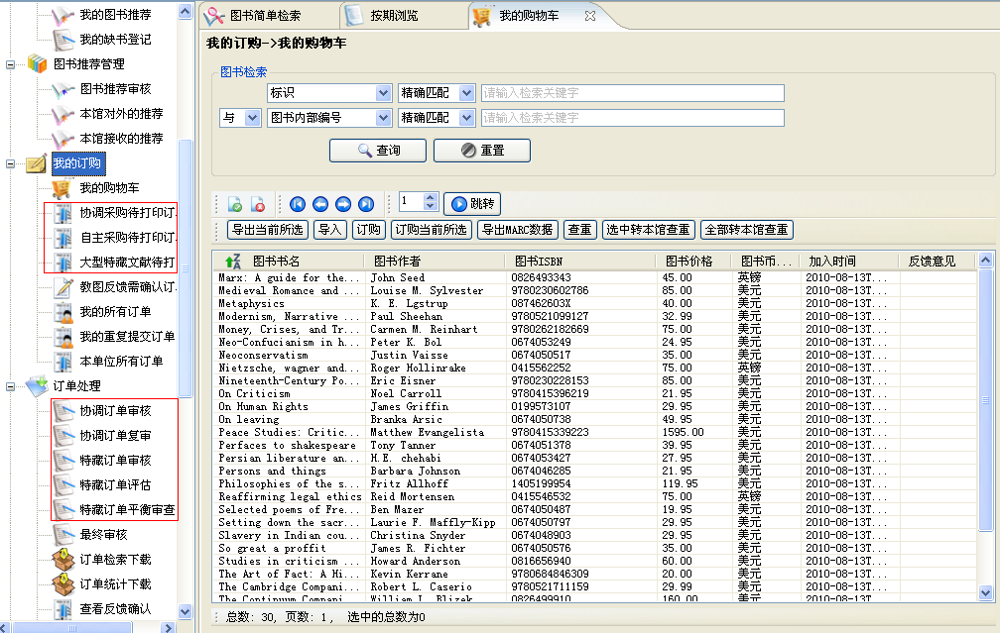 我的图书推荐
我的缺书登记
图书推荐管理
图书推荐审核
本馆对外的推荐
本馆接收的推荐
我的订购
我的购物车
协调采购待打印订
自主采购待打印订
大型特藏文献待打
教图反馈需确认订
我的所有订单
我的重复提交订单
本单位所有订单
订单处理
协调订单审核
协调订单复审
特藏订单审核
特藏订单评估
特藏订单平衡审查
最终审核
订单检索下载
订单统计下载
查看反馈确认
图书简单检索 按期浏览 我的购物车
我的订购->我的购物车
图书检索
标识 精确匹配 请输入检索关键字
与 图书内部编号 精确匹配 请输入检索关键字
查询 重置
1 跳转
导出当前所选 导入 订购 订购当前所选 导出MARC数据 查重 选中转本馆查重 全部转本馆查重
图书书名 图书作者 图书ISBN 图书价格 图书币... 加入时间 反馈意见
Marx: A guide for the... John Seed 0826493343 45.00 英镑 2010-08-13T...
Medieval Romance and ... Louise M. Sylvester 9780230602786 85.00 美元 2010-08-13T...
Metaphysics K. E. Lgstrup 087462603X 40.00 美元 2010-08-13T...
Modernism, Narrative ... Paul Sheehan 9780521099127 32.99 美元 2010-08-13T...
Money, Crises, and Tr... Carmen M. Reinhart 9780262182669 75.00 美元 2010-08-13T...
Neo-Confucianism in h... Peter K. Bol 0674053249 24.95 美元 2010-08-13T...
Neoconservatism Justin Vaisse 0674050517 35.00 美元 2010-08-13T...
Nietzsche, wagner and... Roger Hollinrake 0415562252 75.00 英镑 2010-08-13T...
Nineteenth-Century Po... Eric Eisner 9780230228153 85.00 美元 2010-08-13T...
On Criticism Noel Carroll 9780415396219 21.95 美元 2010-08-13T...
On Human Rights James Griffin 0199573107 29.95 美元 2010-08-13T...
On leaving Branka Arsic 0674050738 49.95 美元 2010-08-13T...
Peace Studies: Critic... Matthew Evangelista 9780415339223 1595.00 美元 2010-08-13T...
Perfaces to shakespeare Tony Tanner 0674051378 39.95 美元 2010-08-13T...
Persian liberature an... H.E. chehabi 0674053427 27.95 美元 2010-08-13T...
Persons and things Barbara Johnson 0674046285 21.95 美元 2010-08-13T...
Philosophies of the s... Fritz Allhoff 1405199954 119.95 美元 2010-08-13T...
Reaffirming legal ethics Reid Mortensen 0415546532 75.00 英镑 2010-08-13T...
Selected poems of Fre... Ben Mazer 0674050487 19.95 美元 2010-08-13T...
Setting down the sacr... Laurie F. Maffly-Kipp 0674050797 29.95 美元 2010-08-13T...
Slavery in Indian cou... Christina Snyder 0674048903 29.95 美元 2010-08-13T...
So great a proffit James R. Fichter 0674050576 35.00 美元 2010-08-13T...
Studies in criticism ... Howard Anderson 0816656940 60.00 美元 2010-08-13T...
The Art of Fact: A Hi... Kevin Kerrane 9780684846309 20.00 美元 2010-08-13T...
The Cambridge Compani... Robert L. Caserio 9780521711159 29.99 美元 2010-08-13T...
The Continuum Compani... William L. Blizek 0826499910 160.00 美元 2010-08-13T...
总数: 30, 页数: 1, 选中的总数为0